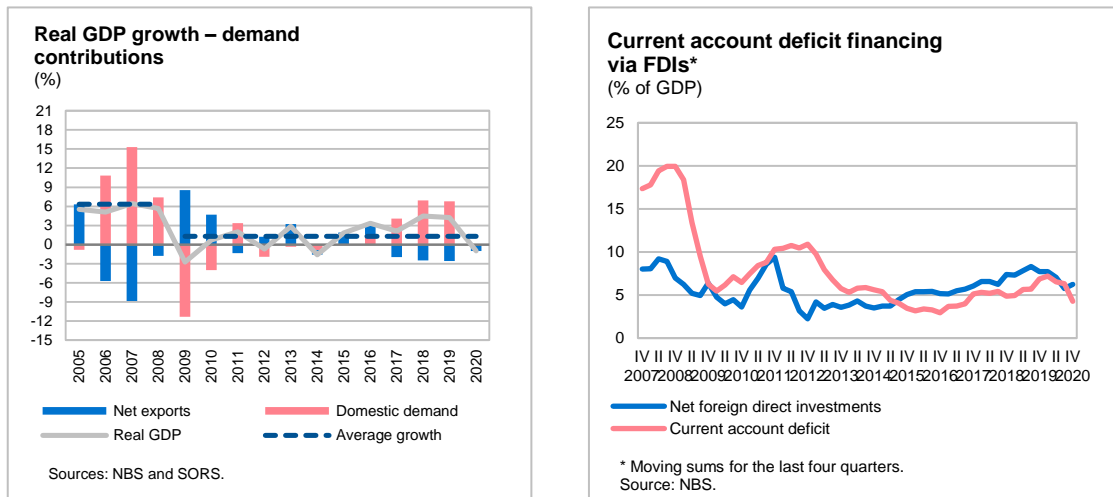 Real GDP growth – demand
contributions
(%)
21
18
15
12
9
6
3
0
-3
-6
-9
-12
-15
2005 2006 2007 2008 2009 2010 2011 2012 2013 2014 2015 2016 2017 2018 2019 2020
Net exports Domestic demand
Real GDP Average growth
Sources: NBS and SORS.
Current account deficit financing
via FDIs*
(% of GDP)
25
20
15
10
5
0
IV II IV II IV II IV II IV II IV II IV II IV II IV II IV II IV II IV II IV II IV
2007 2008 2009 2010 2011 2012 2013 2014 2015 2016 2017 2018 2019 2020
Net foreign direct investments
Current account deficit
* Moving sums for the last four quarters.
Source: NBS.